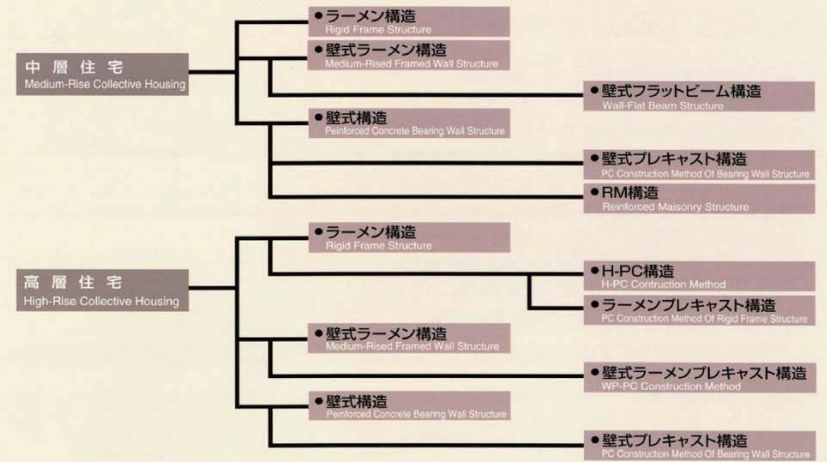 ●ラーメン構造
Rigid Frame Structure
●壁式ラーメン構造
Medium-Rised Framed Wall Structure
中層住宅
Medium-Rise Collective Housing
●壁式フラットビーム構造
Wall-Flat Beam Structure
●壁式構造
Peinforced Concrete Bearing Wall Structure
●壁式プレキャスト構造
PC Construction Method Of Bearing Wall Structure
●RM構造
Reinforced Maisonry Structure
●ラーメン構造
Rigid Frame Structure
高層住宅
High-Rise Collective Housing
●H-PC構造
H-PC Contruction Method
●ラーメンプレキャスト構造
PC Construction Method Of Rigid Frame Structure
●壁式ラーメン構造
Medium-Rised Framed Wall Structure
●壁式ラーメンプレキャスト構造
WP-PC Construction Method
●壁式構造
Peinforced Concrete Bearing Wall Structure
●壁式プレキャスト構造
PC Construction Method Of Bearing Wall Structure